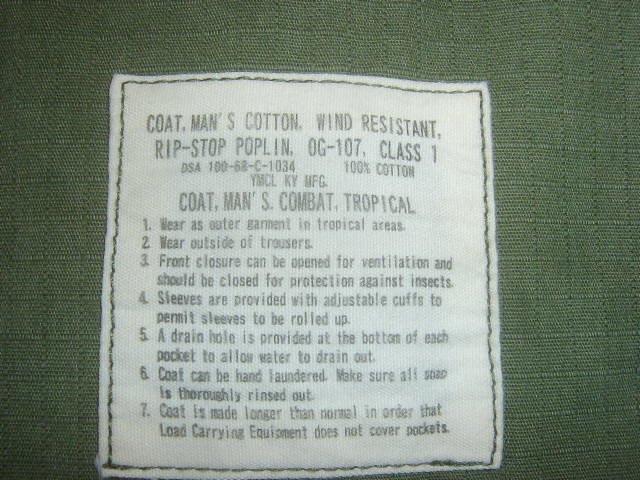 COAT, MAN'S COTTON, WIND RESISTANT,
RIP-STOP POPLIN, OG-107, CLASS 1
DSA 100-68-C-1034 100% COTTON
YMCL KY MFG.
COAT, MAN'S, COMBAT, TROPICAL
1. Wear as outer garment in tropical areas.
2. Wear outside of trousers.
3. Front closure can be opened for ventilation and
should be closed for protection against insects.
4. Sleeves are provided with adjustable cuffs to
permit sleeves to be rolled up.
5. A drain hole is provided at the bottom of each
pocket to allow water to drain out.
6. Coat can be hand laundered. Make sure all soap
is thoroughly rinsed out.
7. Coat is made longer than normal in order that
Load Carrying Equipment does not cover pockets.